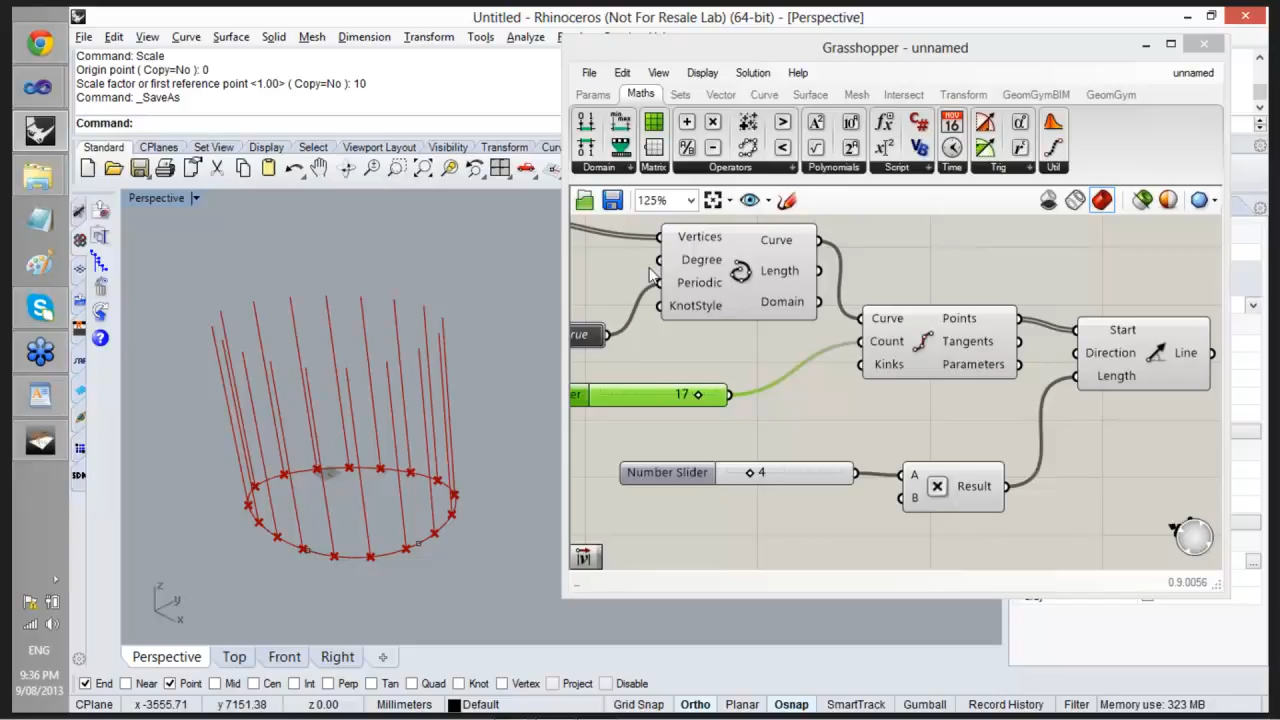 Untitled - Rhinoceros (Not For Resale Lab) (64-bit) - [Perspective]
File Edit View Curve Surface Solid Mesh Dimension Transform Tools Analyze
Command: Scale
Origin point ( Copy=No ): 0
Scale factor or first reference point <1.00> ( Copy=No ): 10
Command: _SaveAs
Command:
Standard CPlanes Set View Display Select Viewport Layout Visibility Transform Cur
Perspective
Grasshopper - unnamed
File Edit View Display Solution Help unnamed
Params Maths Sets Vector Curve Surface Mesh Intersect Transform GeomGymBIM GeomGym
Domain Matrix Operators Polynomials Script Time Trig Util
125%
Vertices
Degree
Periodic
KnotStyle
Curve
Length
Domain
rue
er 17
Curve
Count
Kinks
Points
Tangents
Parameters
Start
Direction
Length
Line
Number Slider 4
A
B
Result
0.9.0056
z
y
x
ENG
9:36 PM
9/08/2013
Perspective Top Front Right
End Near Point Mid Cen Int Perp Tan Quad Knot Vertex Project Disable
CPlane x -3555.71 y 7151.38 z 0.00 Millimeters Default Grid Snap Ortho Planar Osnap SmartTrack Gumball Record History Filter Memory use: 323 MB